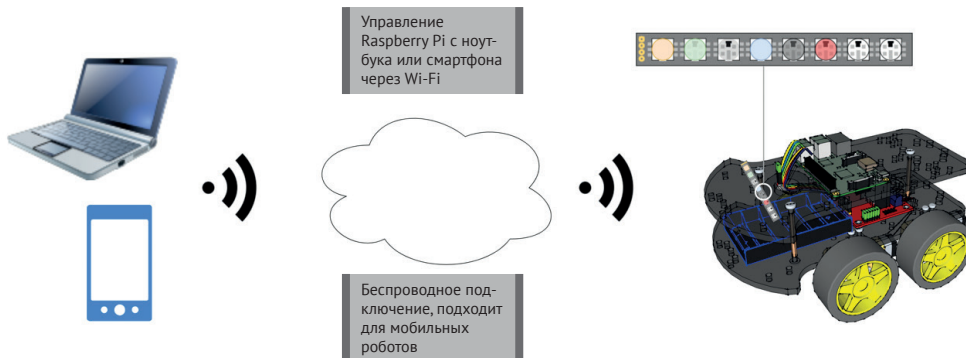 Управление
Raspberry Pi с ноут-
бука или смартфона
через Wi-Fi
Беспроводное под-
ключение, подходит
для мобильных
роботов